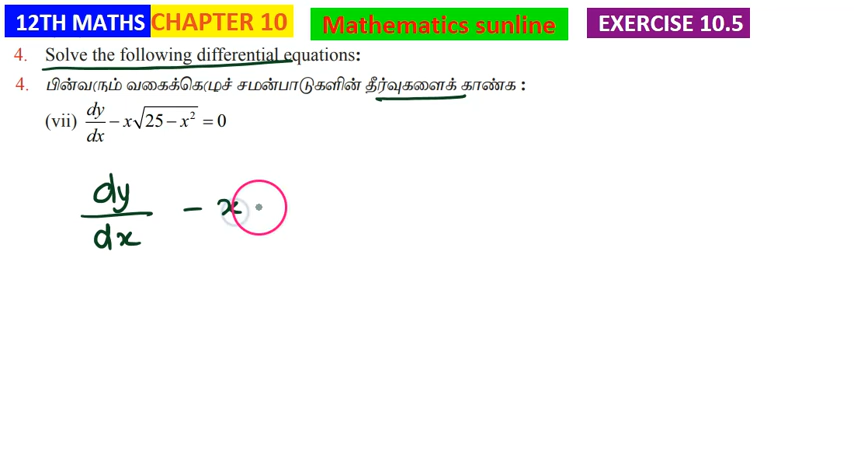 12TH MATHS CHAPTER 10 Mathematics sunline EXERCISE 10.5
4. Solve the following differential equations:
4. பின்வரும் வகைக்கெழுச் சமன்பாடுகளின் தீர்வுகளைக் காண்க :
(vii) dy/dx − x√(25 − x²) = 0
dy/dx − x